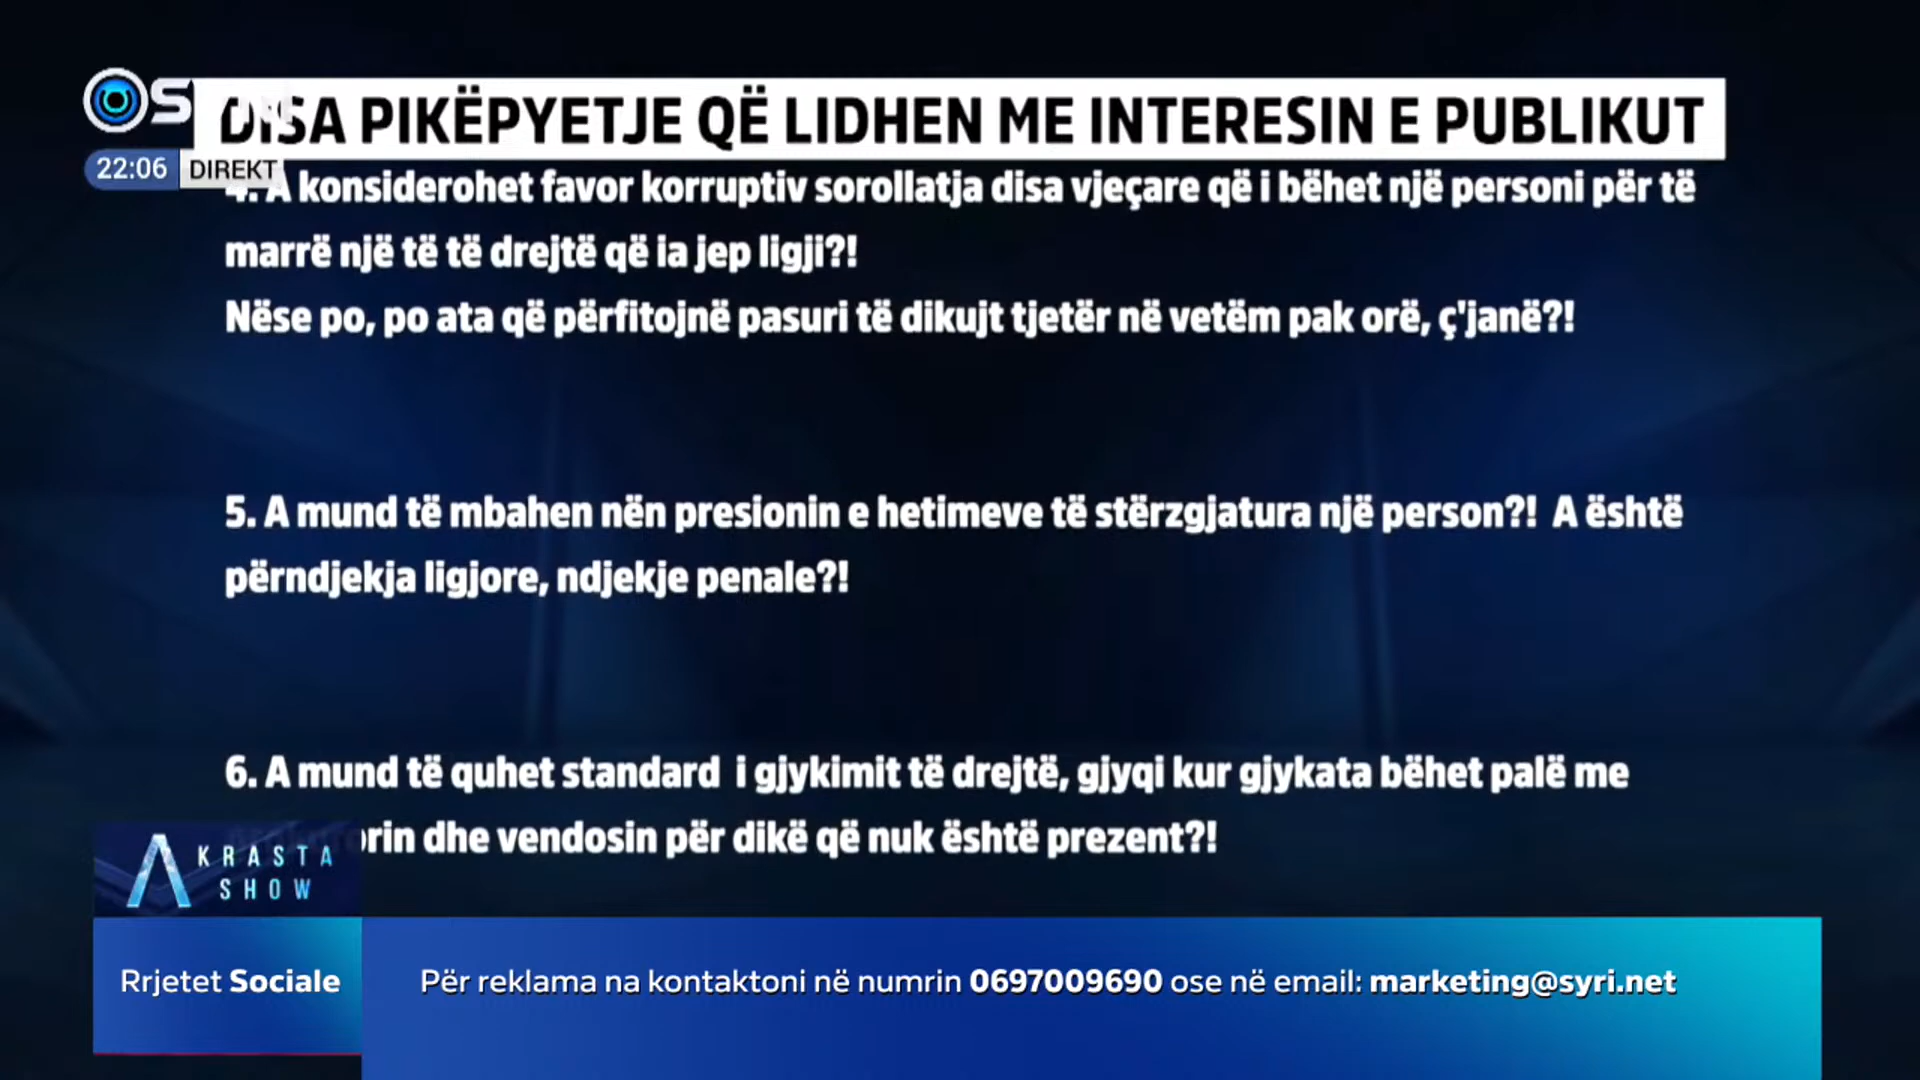 DISA PIKËPYETJE QË LIDHEN ME INTERESIN E PUBLIKUT
22:06 DIREKT
4. A konsiderohet favor korruptiv sorollatja disa vjeçare që i bëhet një personi për të
marrë një të të drejtë që ia jep ligji?!
Nëse po, po ata që përfitojnë pasuri të dikujt tjetër në vetëm pak orë, ç'janë?!
5. A mund të mbahen nën presionin e hetimeve të stërzgjatura një person?! A është
përndjekja ligjore, ndjekje penale?!
6. A mund të quhet standard i gjykimit të drejtë, gjyqi kur gjykata bëhet palë me
dhe vendosin për dikë që nuk është prezent?!
KRASTA
SHOW
Rrjetet Sociale
Për reklama na kontaktoni në numrin 0697009690 ose në email: marketing@syri.net